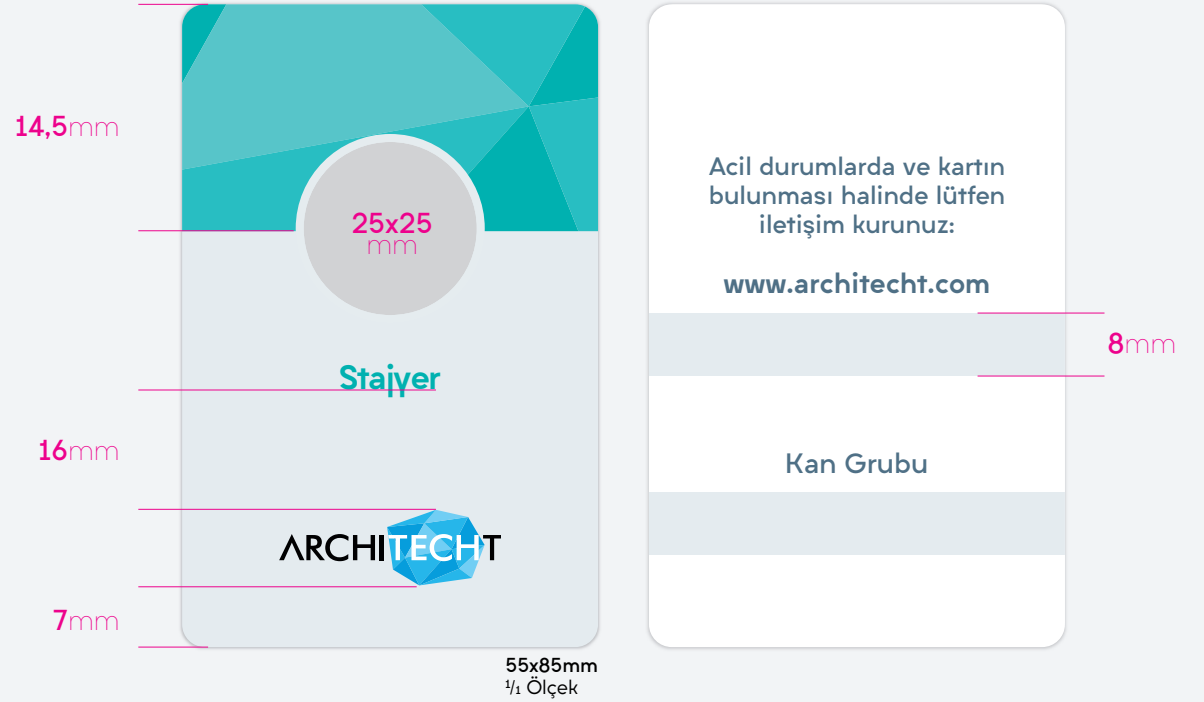 14,5mm
25x25
mm
Stajyer
16mm
ARCHITECHT
7mm
55x85mm
1/1 Ölçek
Acil durumlarda ve kartın
bulunması halinde lütfen
iletişim kurunuz:
www.architecht.com
8mm
Kan Grubu